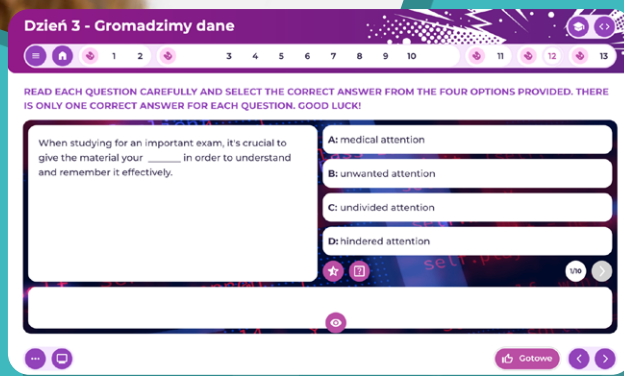 Dzień 3 - Gromadzimy dane
1 2 3 4 5 6 7 8 9 10 11 12 13
READ EACH QUESTION CAREFULLY AND SELECT THE CORRECT ANSWER FROM THE FOUR OPTIONS PROVIDED. THERE
IS ONLY ONE CORRECT ANSWER FOR EACH QUESTION. GOOD LUCK!
When studying for an important exam, it's crucial to
give the material your _______ in order to understand
and remember it effectively.
A: medical attention
B: unwanted attention
C: undivided attention
D: hindered attention
1/10
Gotowe